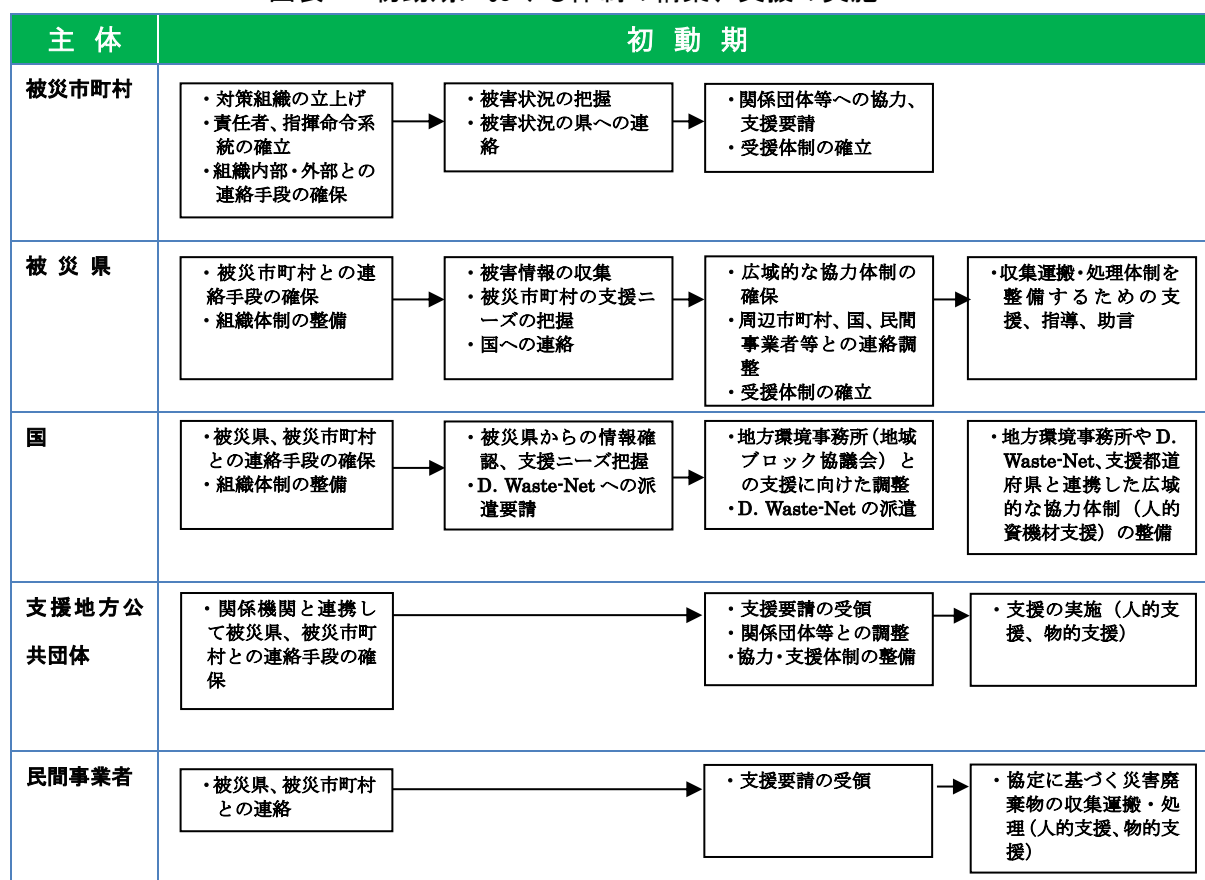 主 体
初 動 期
被災市町村
・対策組織の立上げ
・責任者、指揮命令系
統の確立
・組織内部・外部との
連絡手段の確保
・被害状況の把握
・被害状況の県への連
絡
・関係団体等への協力、
支援要請
・受援体制の確立
被 災 県
・被災市町村との連
絡手段の確保
・組織体制の整備
・被害情報の収集
・被災市町村の支援ニ
ーズの把握
・国への連絡
・広域的な協力体制の
確保
・周辺市町村、国、民間
事業者等との連絡調
整
・受援体制の確立
・収集運搬・処理体制を
整備するための支
援、指導、助言
国
・被災県、被災市町村
との連絡手段の確保
・組織体制の整備
・被災県からの情報確
認、支援ニーズ把握
・D. Waste-Net への派
遣要請
・地方環境事務所（地域
ブロック協議会）と
の支援に向けた調整
・D. Waste-Net の派遣
・地方環境事務所や D.
Waste-Net、支援都道
府県と連携した広域
的な協力体制（人的
資機材支援）の整備
支援地方公
共団体
・関係機関と連携し
て被災県、被災市町
村との連絡手段の確
保
・支援要請の受領
・関係団体等との調整
・協力・支援体制の整備
・支援の実施（人的支
援、物的支援）
民間事業者
・被災県、被災市町村
との連絡
・支援要請の受領
・協定に基づく災害廃
棄物の収集運搬・処
理（人的支援、物的支
援）